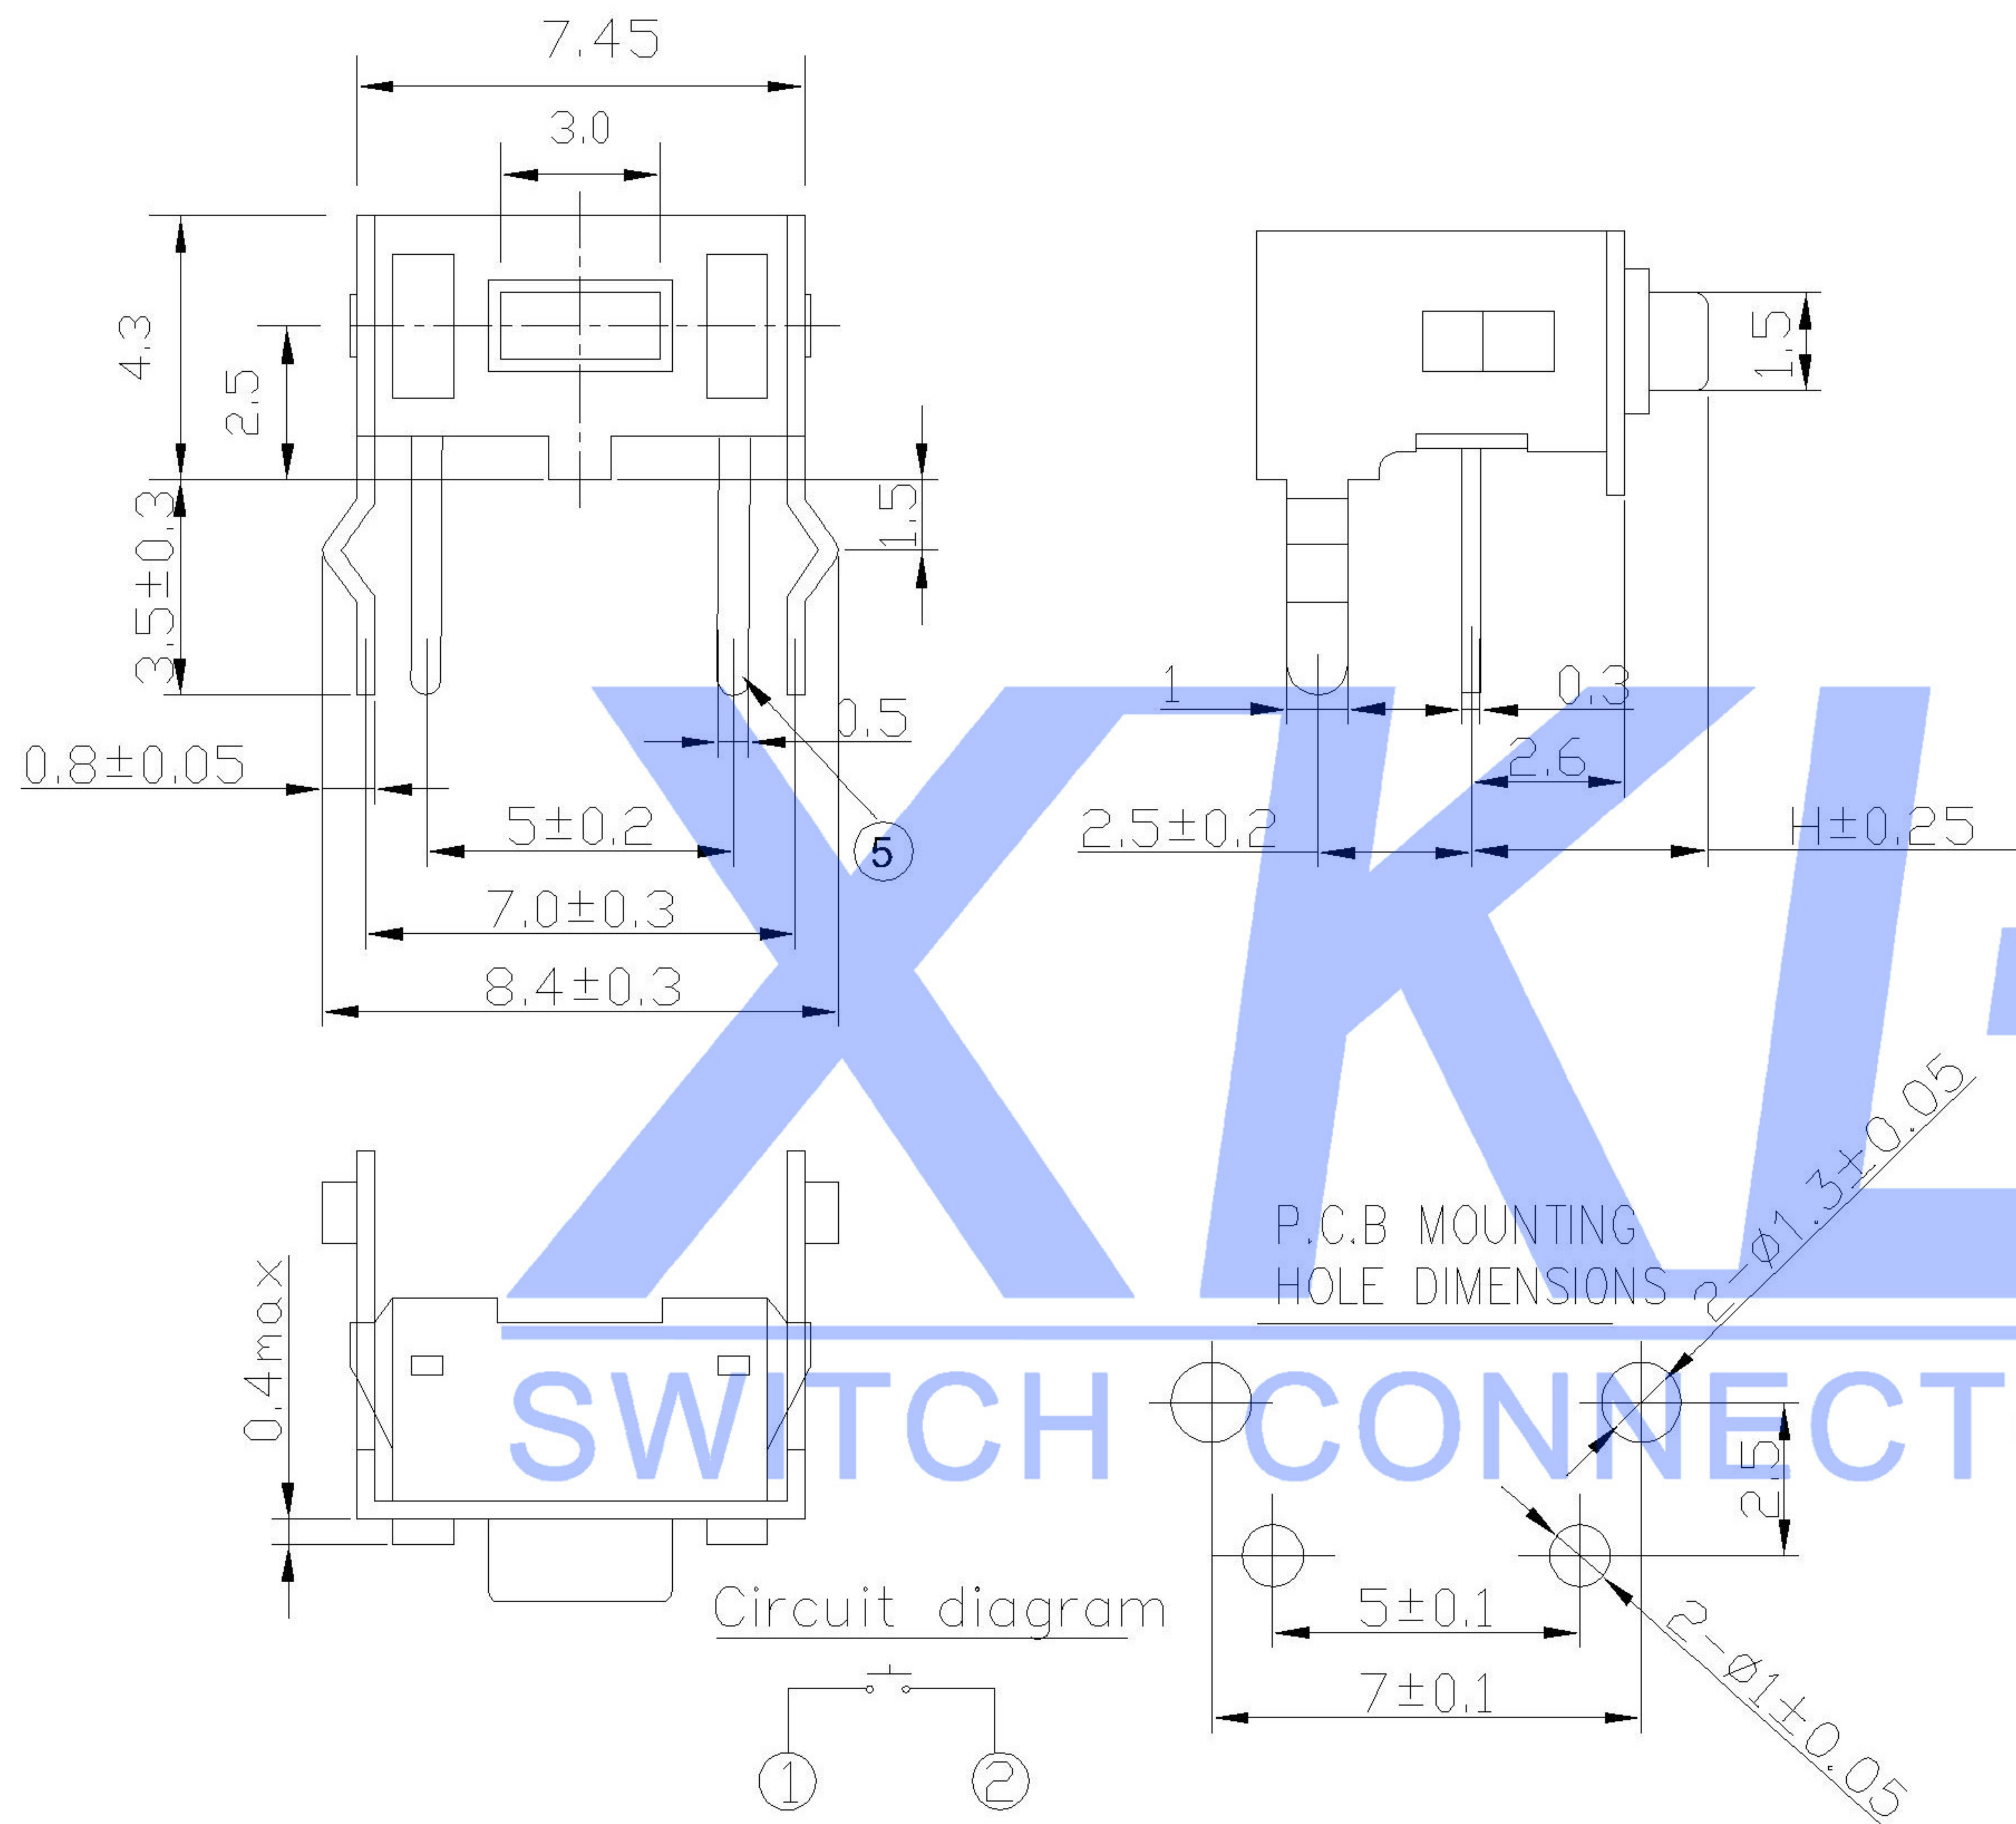 7.45
3.0
4.3
2.5
3.5±0.3
1.5
0.5
0.8±0.05
5±0.2
5
7.0±0.3
8.4±0.3
1.5
1
0.3
2.6
2.5±0.2
H±0.25
0.4max
P.C.B MOUNTING
HOLE DIMENSIONS
2-Ø1.3±0.05
2.5
5±0.1
7±0.1
2-Ø1±0.05
Circuit diagram
1
2
SWITCH CONNECT